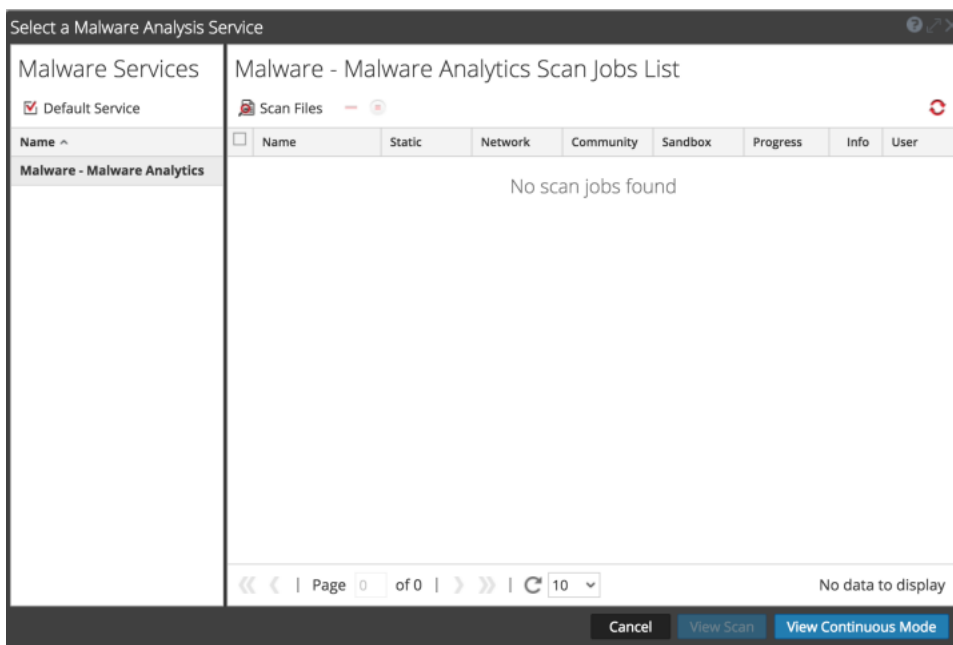 Select a Malware Analysis Service
Malware Services
Default Service
Name
Malware - Malware Analytics
Malware - Malware Analytics Scan Jobs List
Scan Files
Name Static Network Community Sandbox Progress Info User
No scan jobs found
Page 0 of 0 10 No data to display
Cancel View Scan View Continuous Mode